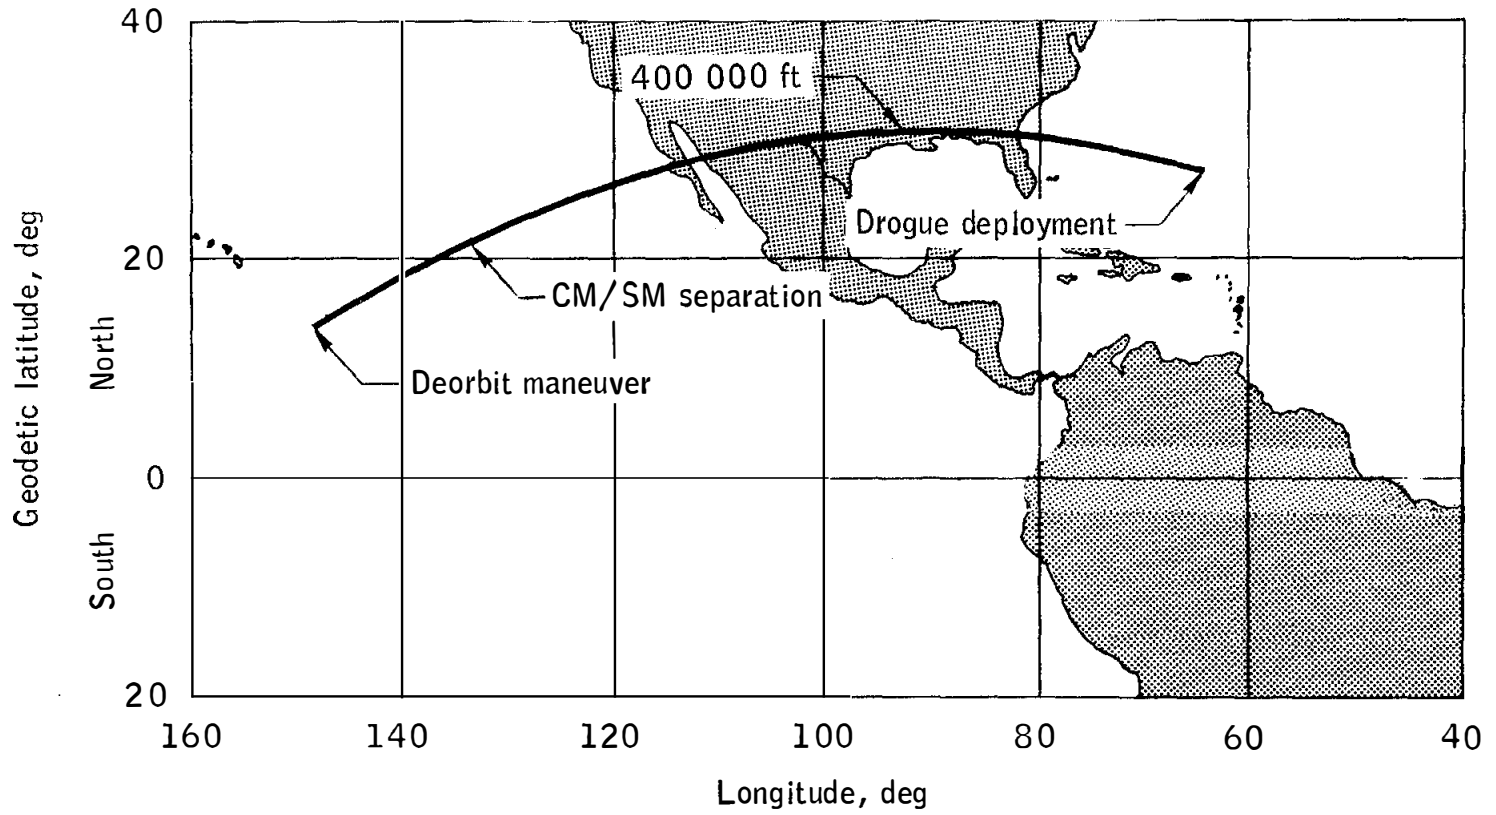 40
400 000 ft
Drogue deployment
20
CM/SM separation
Deorbit maneuver
0
20
Geodetic latitude, deg
North
South
160 140 120 100 80 60 40
Longitude, deg